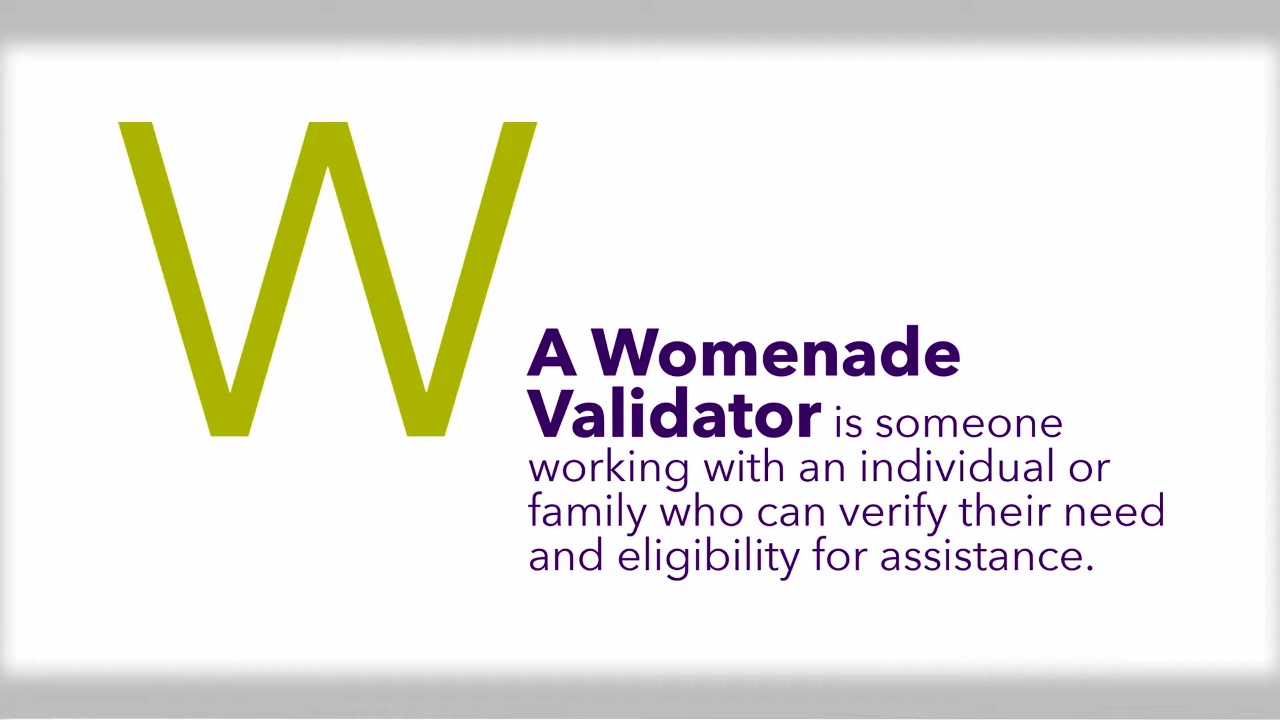 W
A Womenade
Validator is someone
working with an individual or
family who can verify their need
and eligibility for assistance.